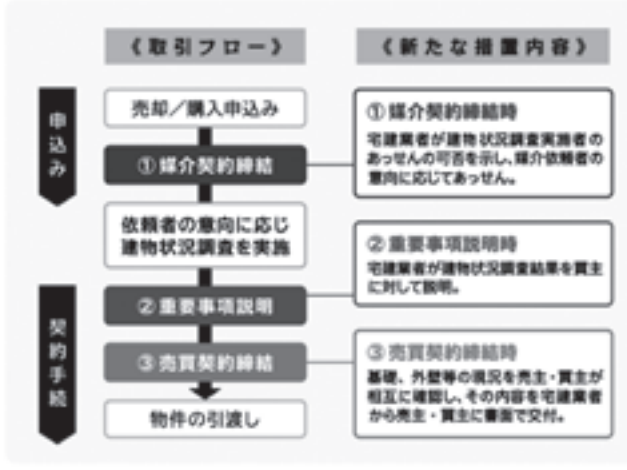 《取引フロー》
《新たな措置内容》
申込み
売却／購入申込み
①媒介契約締結
依頼者の意向に応じ
建物状況調査を実施
契約手続
②重要事項説明
③売買契約締結
物件の引渡し
①媒介契約締結時
宅建業者が建物状況調査実施者の
あっせんの可否を示し、媒介依頼者の
意向に応じてあっせん。
②重要事項説明時
宅建業者が建物状況調査結果を買主
に対して説明。
③売買契約締結時
基礎、外壁等の現況を売主・買主が
相互に確認し、その内容を宅建業者
から売主・買主に書面で交付。